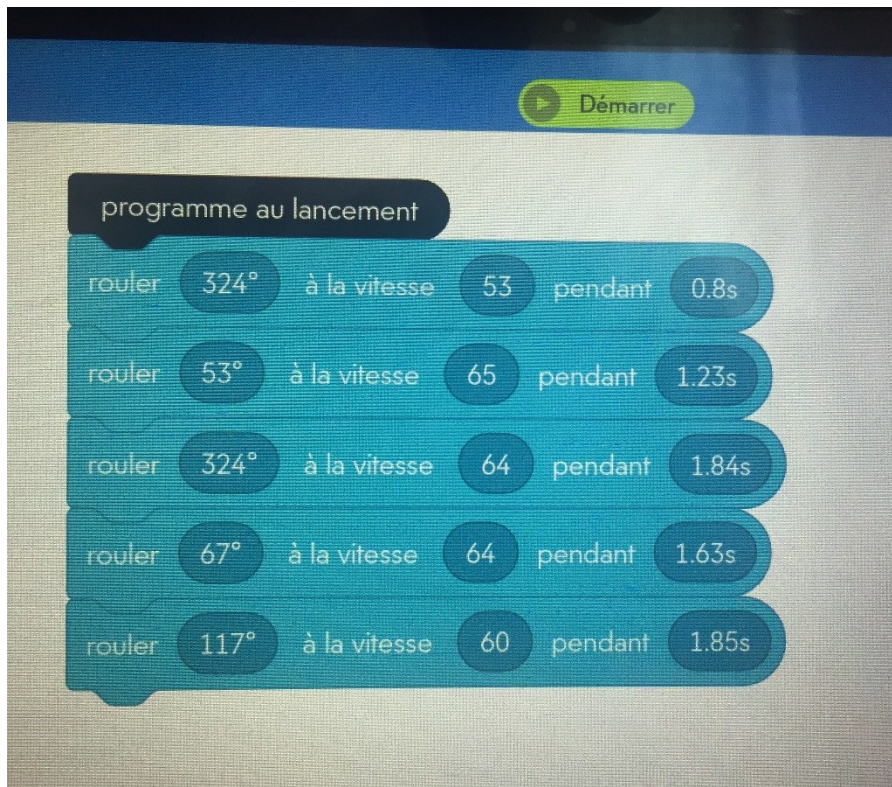 Démarrer
programme au lancement
rouler 324° à la vitesse 53 pendant 0.8s
rouler 53° à la vitesse 65 pendant 1.23s
rouler 324° à la vitesse 64 pendant 1.84s
rouler 67° à la vitesse 64 pendant 1.63s
rouler 117° à la vitesse 60 pendant 1.85s